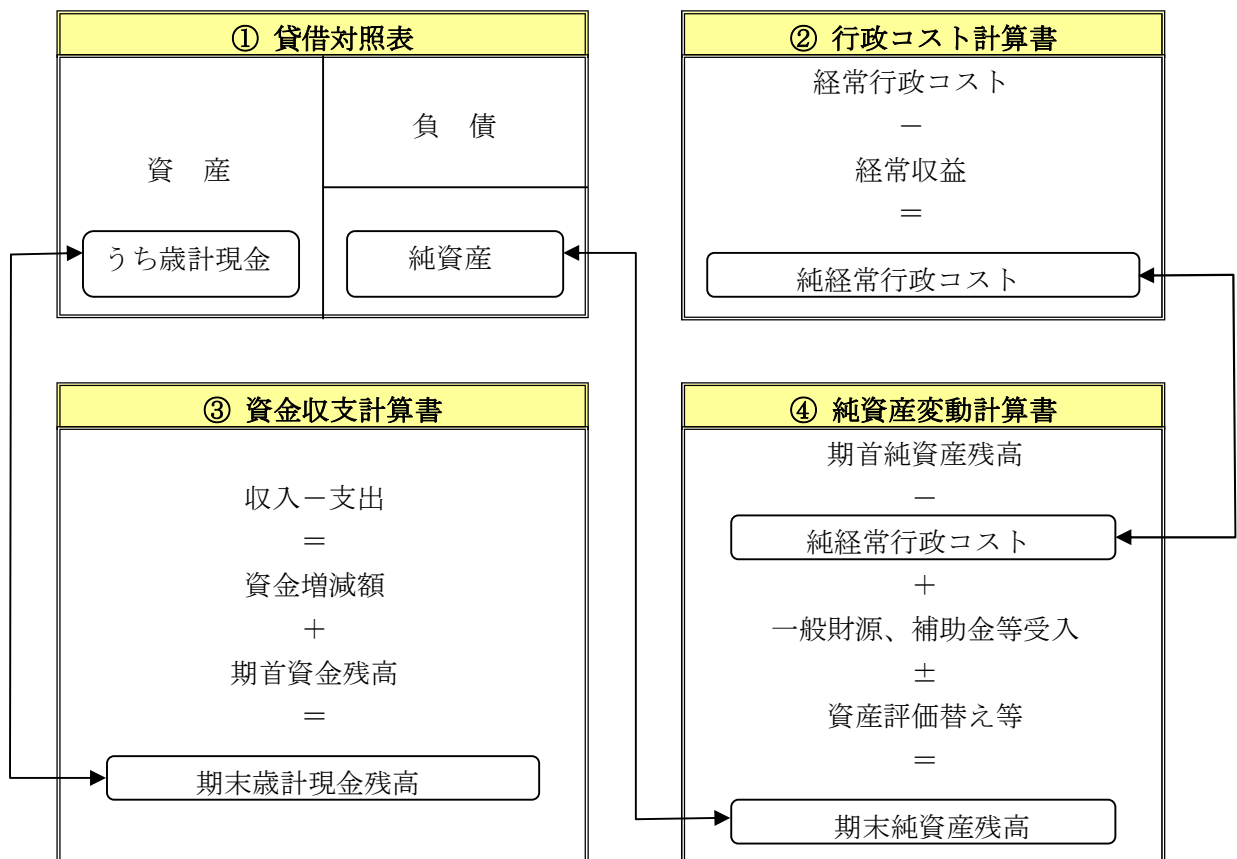 ① 貸借対照表
資　産
負　債
うち歳計現金
純資産
② 行政コスト計算書
経常行政コスト
－
経常収益
＝
純経常行政コスト
③ 資金収支計算書
収入－支出
＝
資金増減額
＋
期首資金残高
＝
期末歳計現金残高
④ 純資産変動計算書
期首純資産残高
－
純経常行政コスト
＋
一般財源、補助金等受入
±
資産評価替え等
＝
期末純資産残高